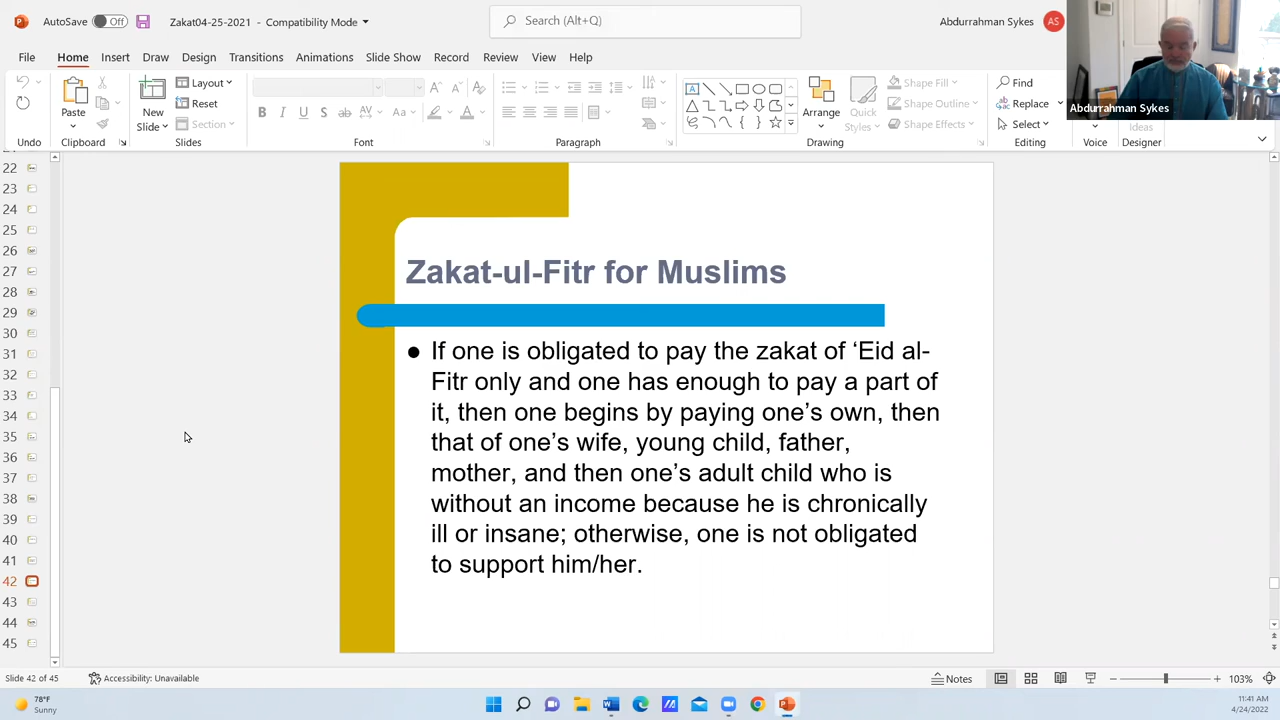 AutoSave Off Zakat04-25-2021 - Compatibility Mode Search (Alt+Q) Abdurrahman Sykes AS
File Home Insert Draw Design Transitions Animations Slide Show Record Review View Help
Abdurrahman Sykes
Paste New Slide Layout Reset Section
B I U S ab AV Aa A A
Arrange Quick Styles Shape Fill Shape Outline Shape Effects
Find Replace Select Ideas
Undo Clipboard Slides Font Paragraph Drawing Editing Voice Designer
22
23
24
25
26
27
28
29
30
31
32
33
34
35
36
37
38
39
40
41
42
43
44
45
Zakat-ul-Fitr for Muslims
● If one is obligated to pay the zakat of ‘Eid al-
Fitr only and one has enough to pay a part of
it, then one begins by paying one’s own, then
that of one’s wife, young child, father,
mother, and then one’s adult child who is
without an income because he is chronically
ill or insane; otherwise, one is not obligated
to support him/her.
Slide 42 of 45 Accessibility: Unavailable Notes 103%
78°F
Sunny
11:41 AM
4/24/2022